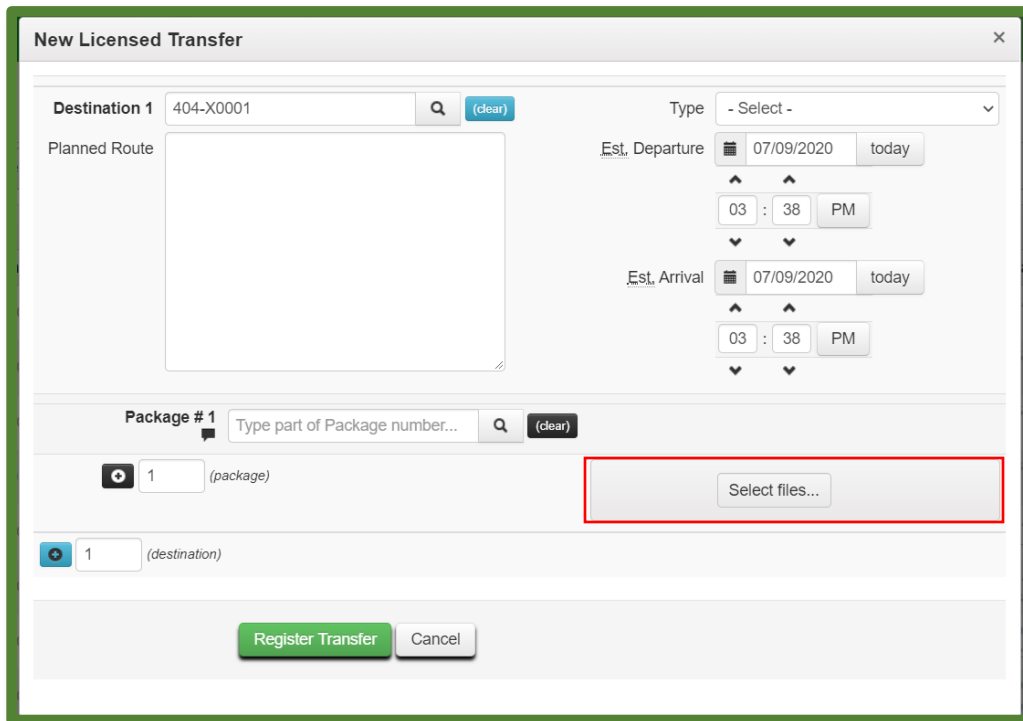 New Licensed Transfer ×
Destination 1 404-X0001 (clear) Type - Select -
Planned Route Est. Departure 07/09/2020 today
03 : 38 PM
Est. Arrival 07/09/2020 today
03 : 38 PM
Package # 1 Type part of Package number... (clear)
1 (package) Select files...
1 (destination)
Register Transfer Cancel